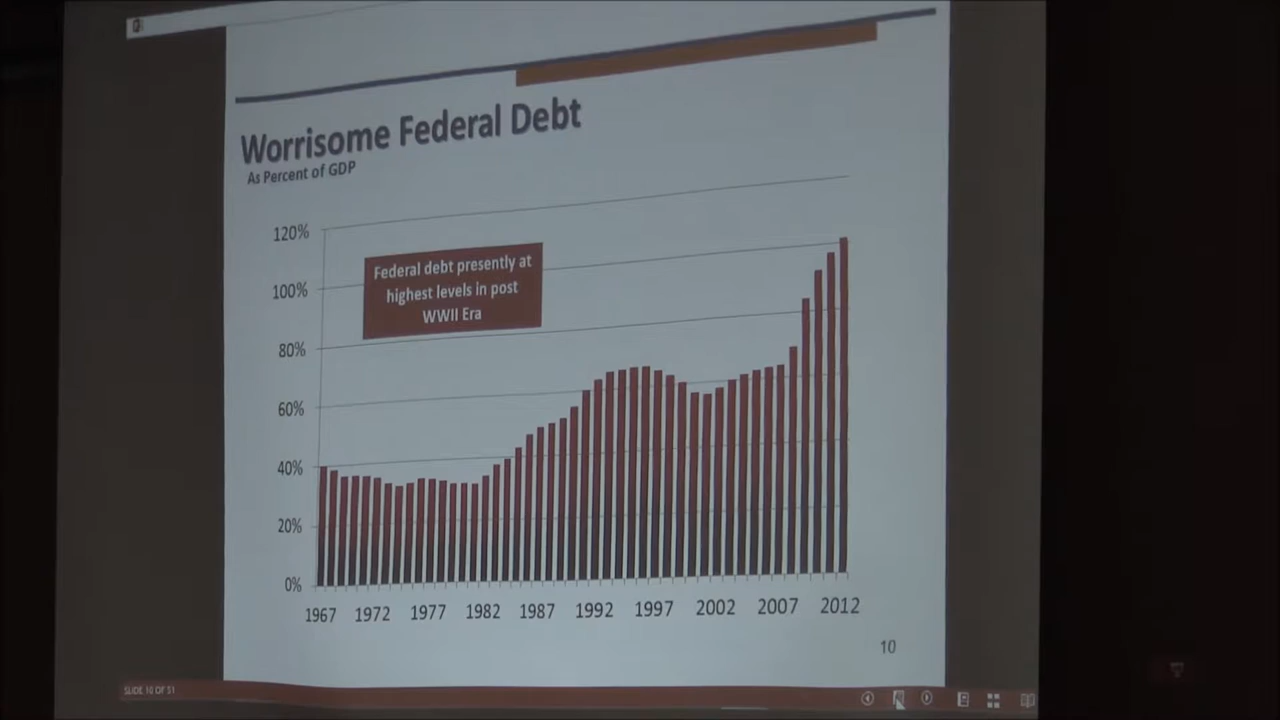 Worrisome Federal Debt
As Percent of GDP
120%
Federal debt presently at
highest levels in post
WWII Era
100%
80%
60%
40%
20%
0%
1967 1972 1977 1982 1987 1992 1997 2002 2007 2012
10
SLIDE 10 OF 51